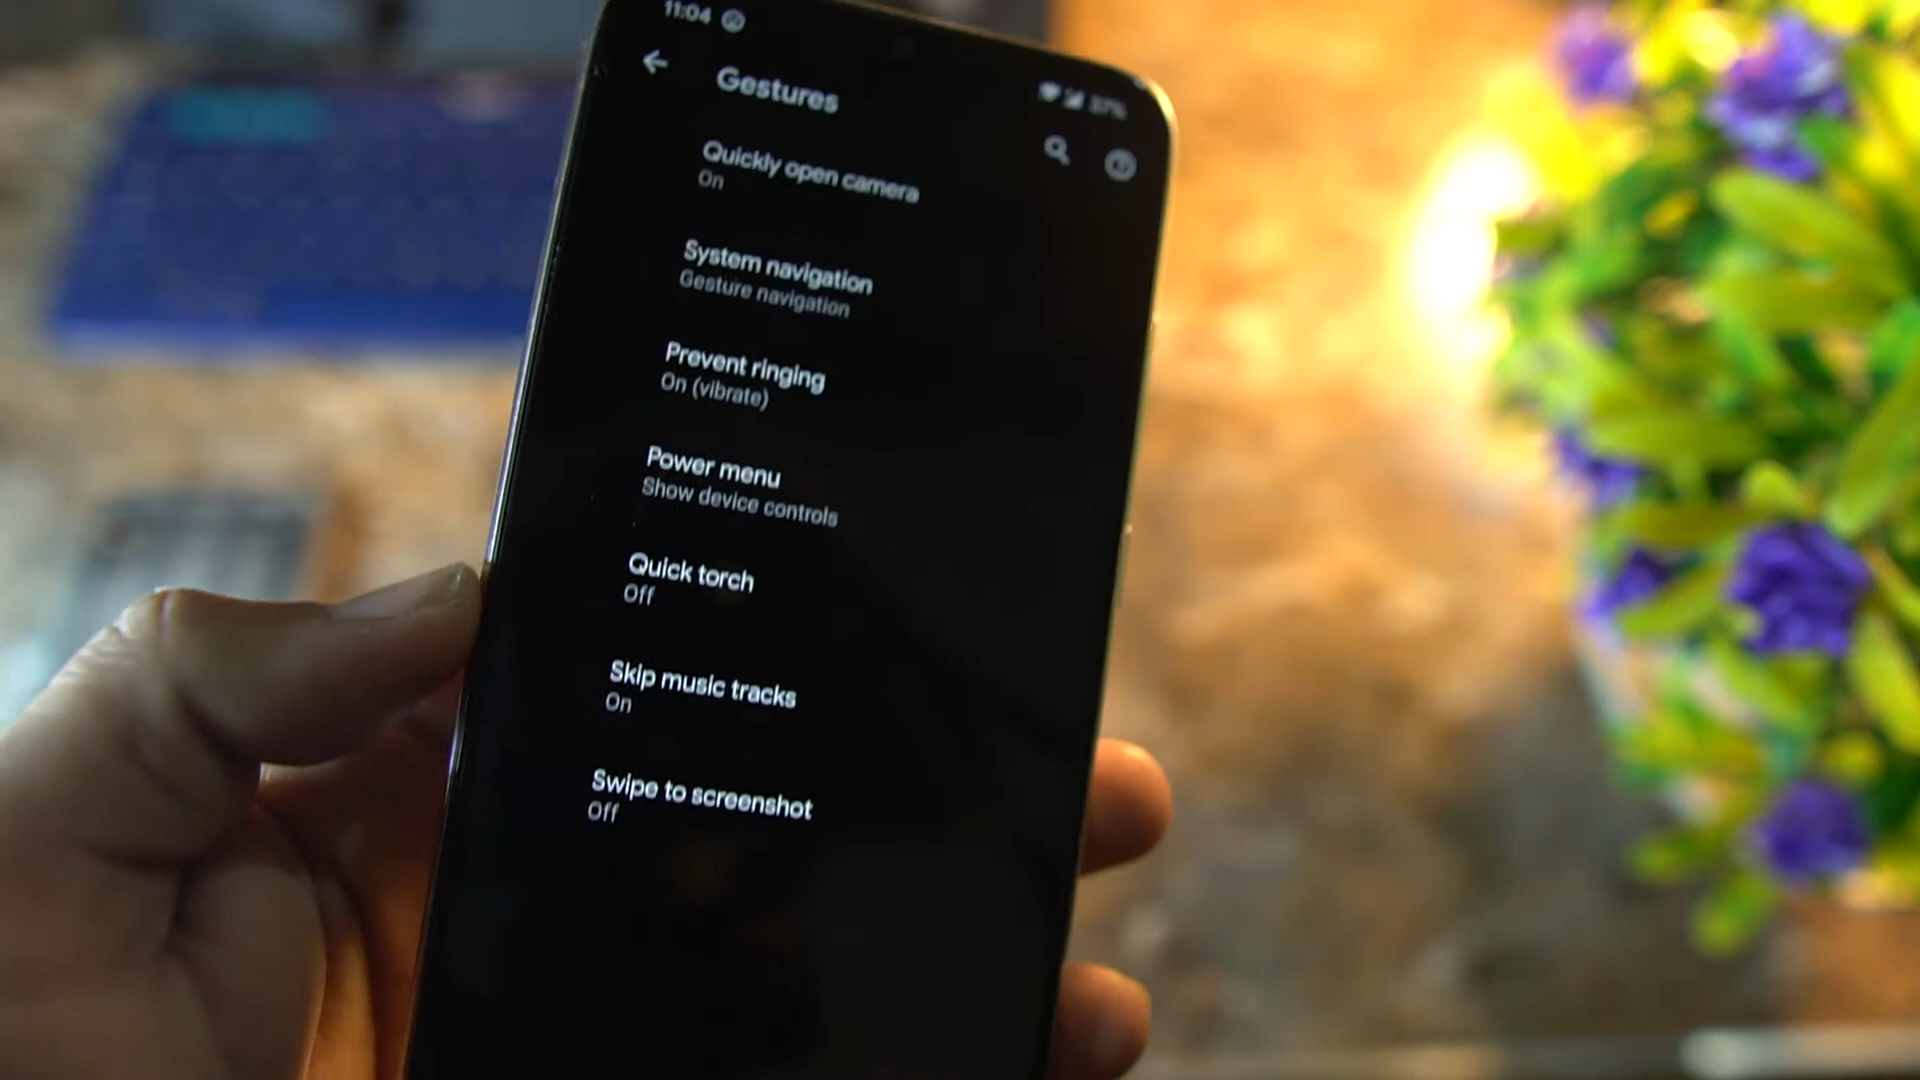 11:04
Gestures
Quickly open camera
On
System navigation
Gesture navigation
Prevent ringing
On (vibrate)
Power menu
Show device controls
Quick torch
Off
Skip music tracks
On
Swipe to screenshot
Off